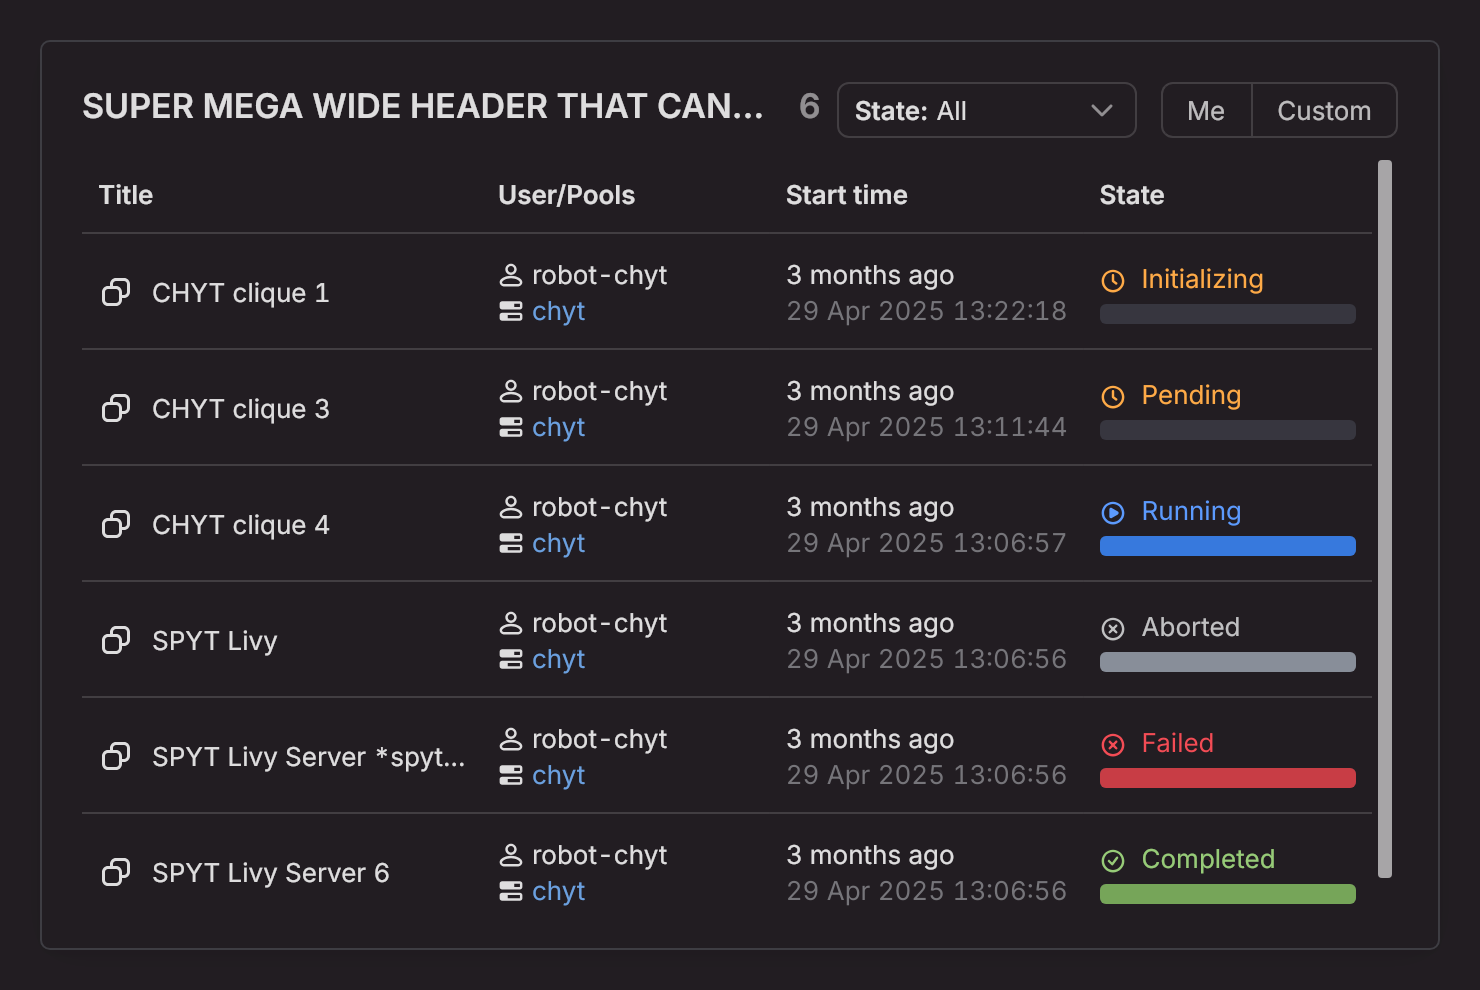 SUPER MEGA WIDE HEADER THAT CAN... 6 State: All Me Custom
Title User/Pools Start time State
CHYT clique 1 robot-chyt 3 months ago Initializing
chyt 29 Apr 2025 13:22:18
CHYT clique 3 robot-chyt 3 months ago Pending
chyt 29 Apr 2025 13:11:44
CHYT clique 4 robot-chyt 3 months ago Running
chyt 29 Apr 2025 13:06:57
SPYT Livy robot-chyt 3 months ago Aborted
chyt 29 Apr 2025 13:06:56
SPYT Livy Server *spyt... robot-chyt 3 months ago Failed
chyt 29 Apr 2025 13:06:56
SPYT Livy Server 6 robot-chyt 3 months ago Completed
chyt 29 Apr 2025 13:06:56